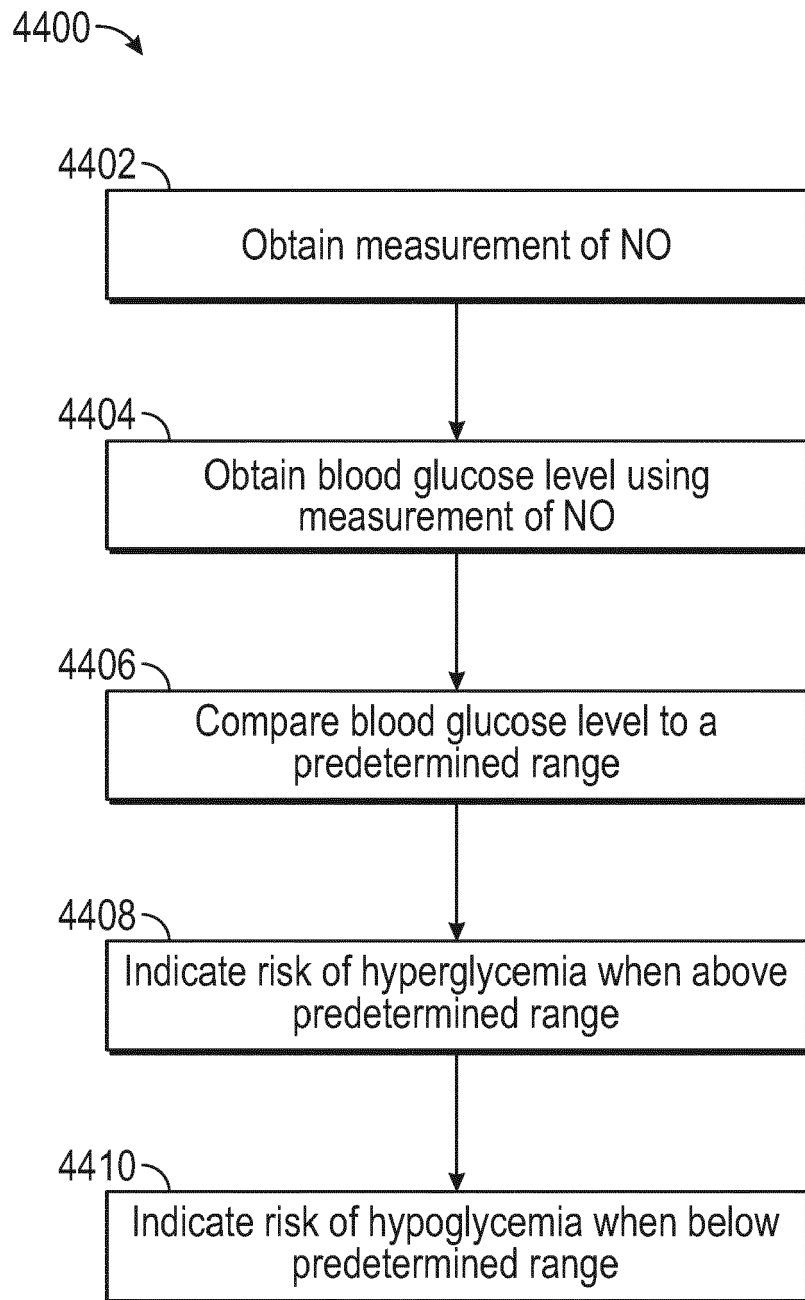 4400
4402
Obtain measurement of NO
4404
Obtain blood glucose level using
measurement of NO
4406
Compare blood glucose level to a
predetermined range
4408
Indicate risk of hyperglycemia when above
predetermined range
4410
Indicate risk of hypoglycemia when below
predetermined range